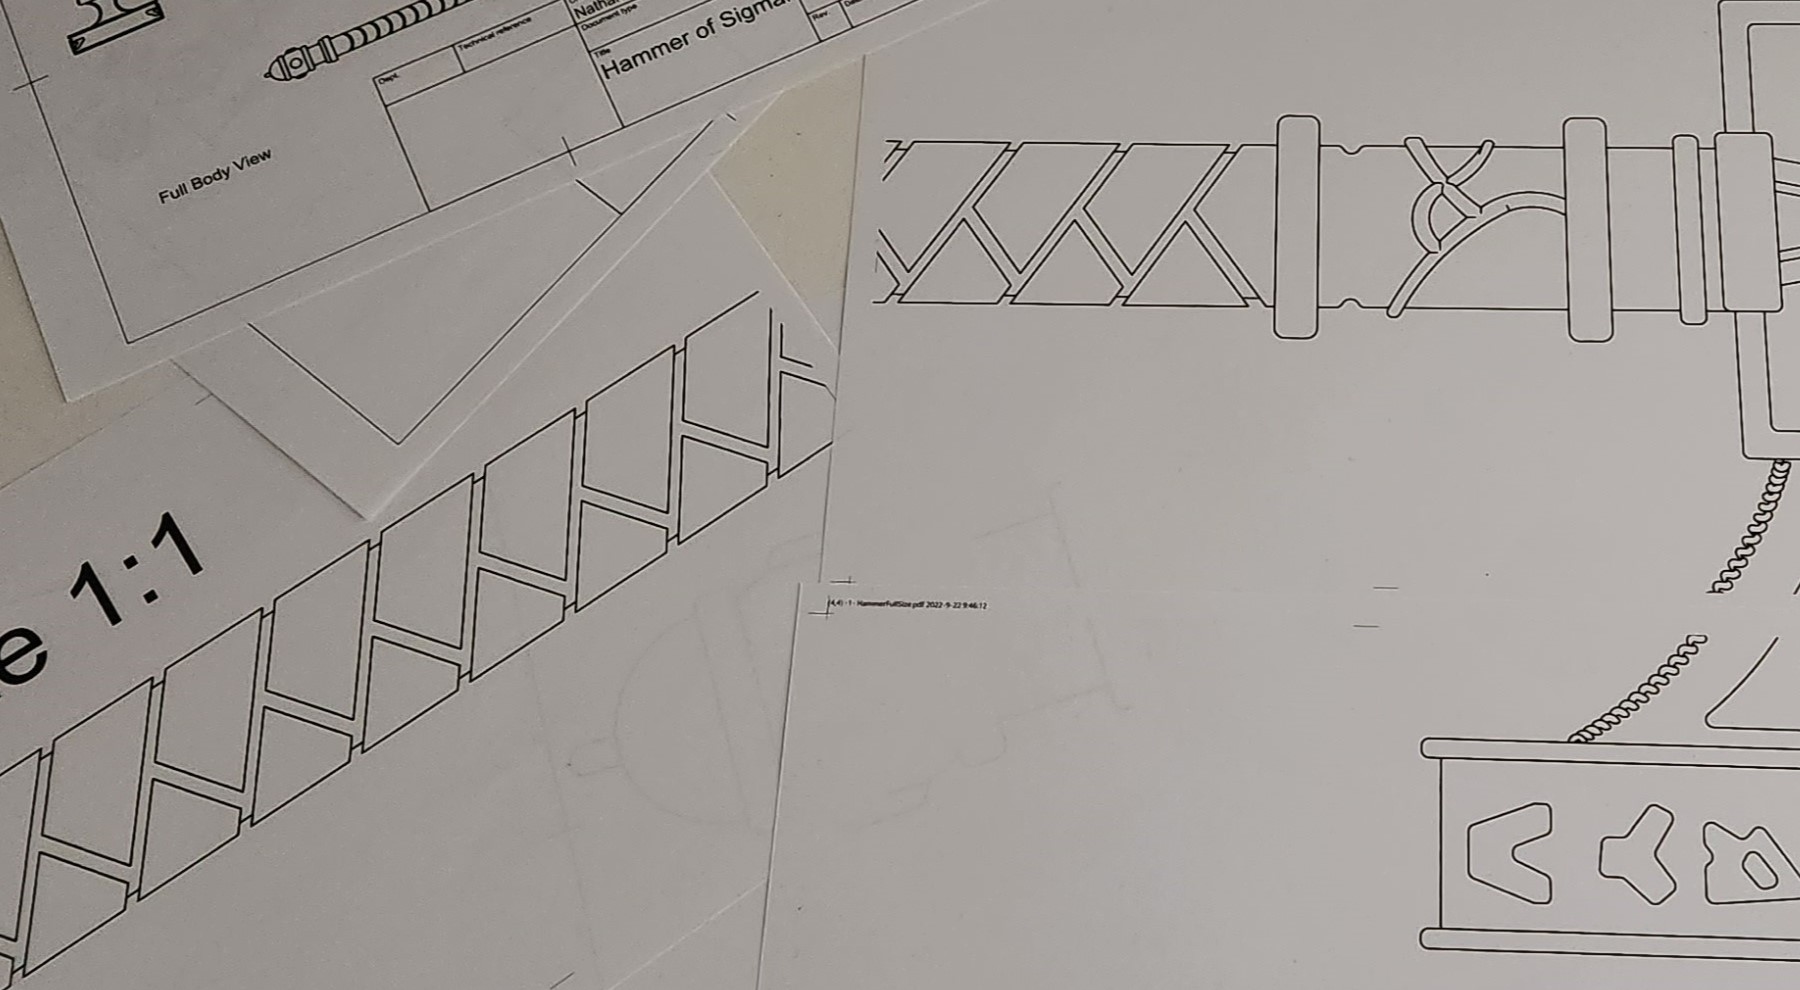 Technical reference
Document type
Dept.
Title
Rev.
Hammer of Sigma
Full Body View
e 1:1
(4,4) -1- HammerFullSize.pdf 2022-9-22 9:46:12